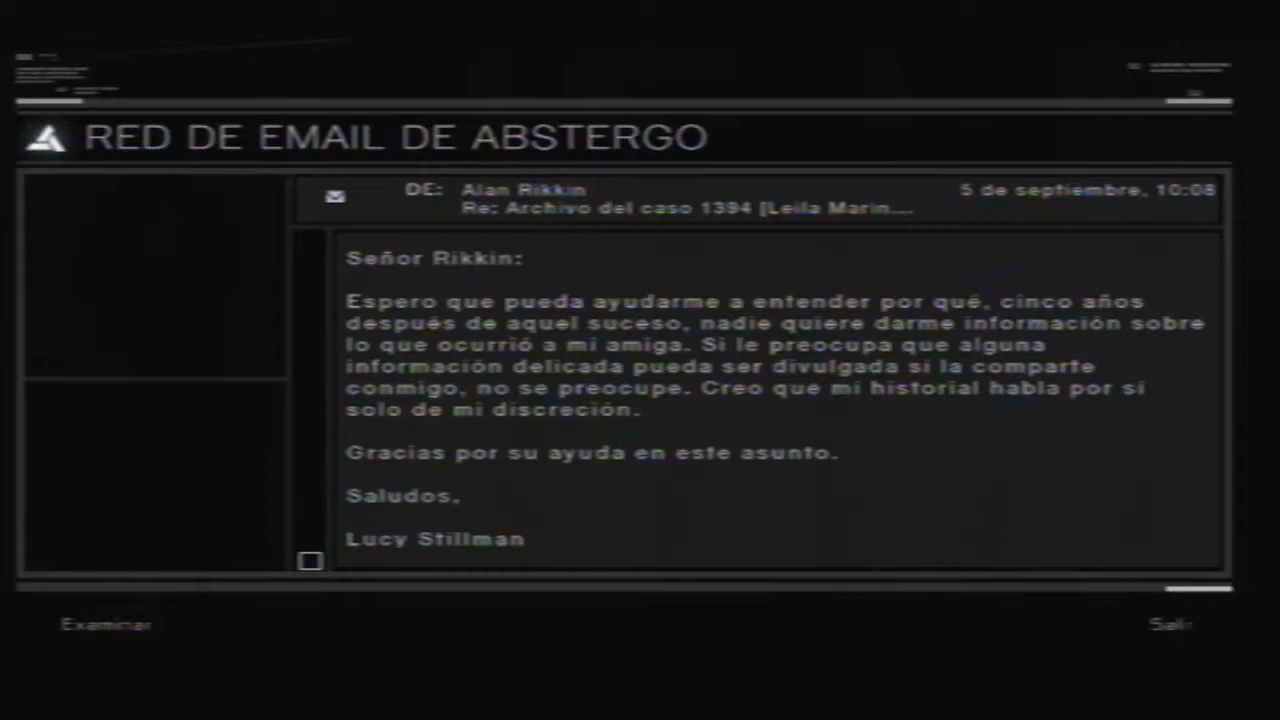 RED DE EMAIL DE ABSTERGO
DE: Alan Rikkin 5 de septiembre, 10:08
Re: Archivo del caso 1394 [Leila Marin...
Señor Rikkin:
Espero que pueda ayudarme a entender por qué, cinco años
después de aquel suceso, nadie quiere darme información sobre
lo que ocurrió a mi amiga. Si le preocupa que alguna
información delicada pueda ser divulgada si la comparte
conmigo, no se preocupe. Creo que mi historial habla por si
solo de mi discreción.
Gracias por su ayuda en este asunto.
Saludos,
Lucy Stillman
Examinar Salir